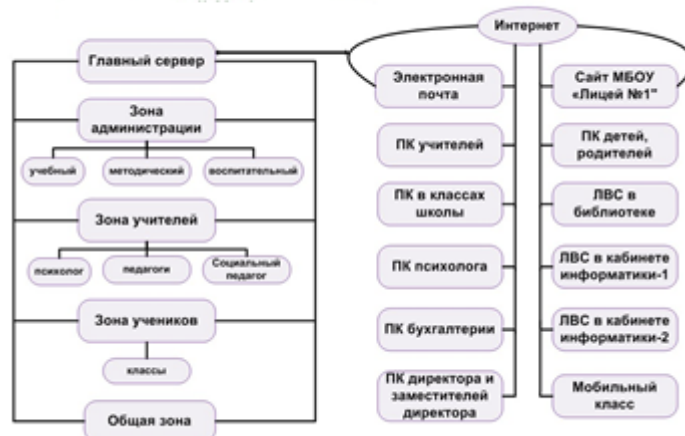 Интернет
Главный сервер
Зона
администрации
учебный
методический
воспитательный
Зона учителей
психолог
педагоги
Социальный
педагог
Зона учеников
классы
Общая зона
Электронная
почта
ПК учителей
ПК в классах
школы
ПК психолога
ПК бухгалтерии
ПК директора и
заместителей
директора
Сайт МБОУ
«Лицей №1"
ПК детей,
родителей
ЛВС в
библиотеке
ЛВС в кабинете
информатики-1
ЛВС в кабинете
информатики-2
Мобильный
класс